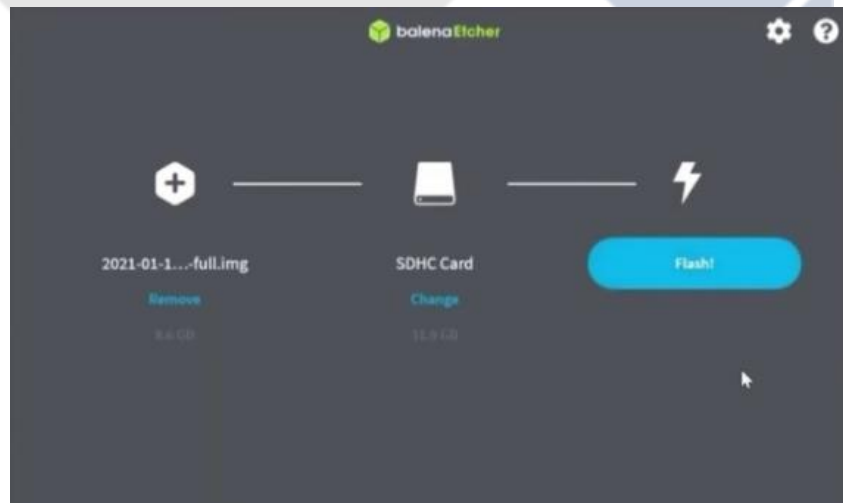 balenaEtcher
2021-01-1...-full.img
SDHC Card
Flash!
Remove
Change